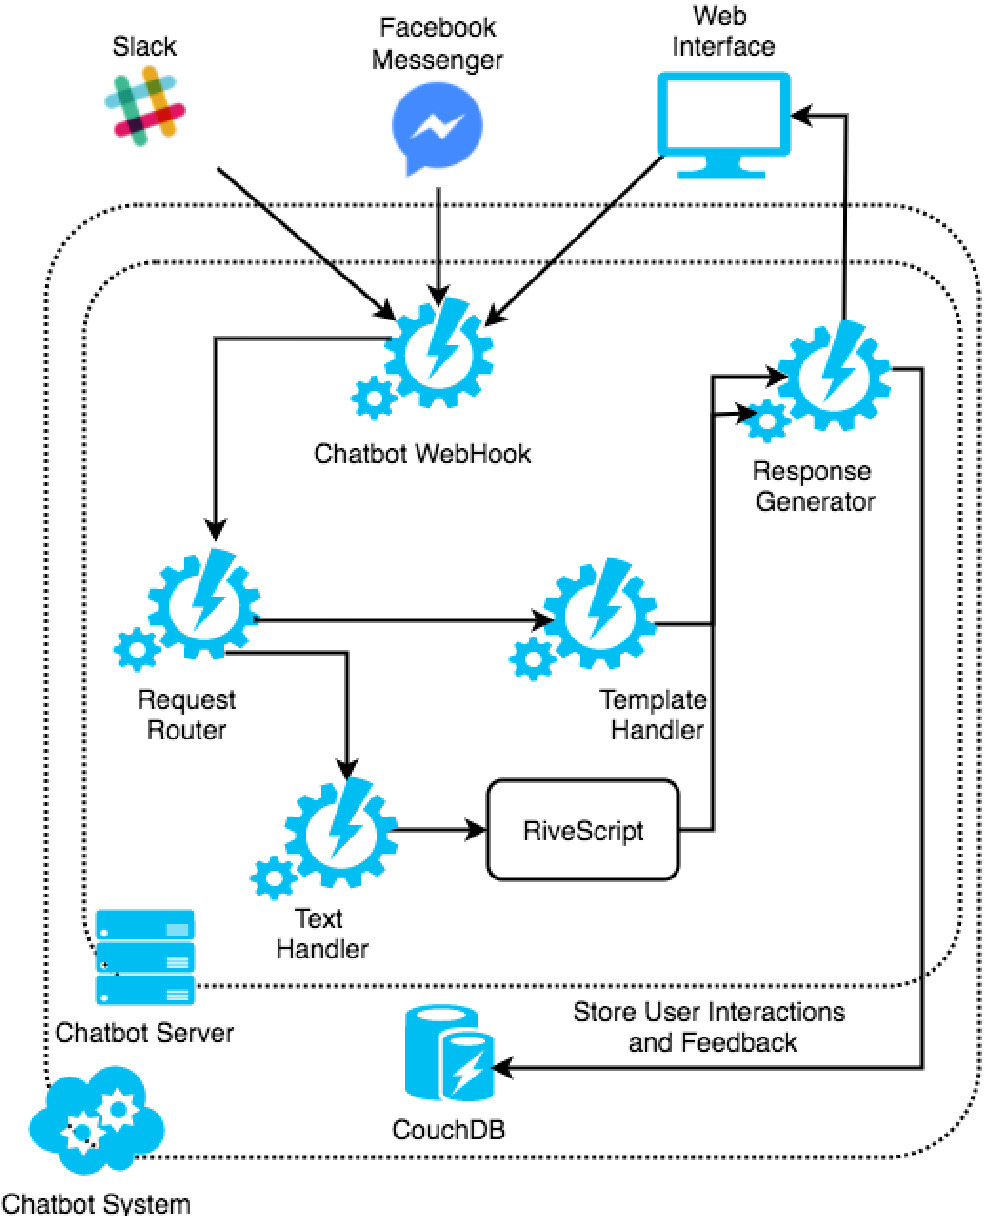 Slack
Facebook
Messenger
Web
Interface
Chatbot WebHook
Response
Generator
Request
Router
Template
Handler
RiveScript
Text
Handler
Chatbot Server
Store User Interactions
and Feedback
CouchDB
Chatbot System